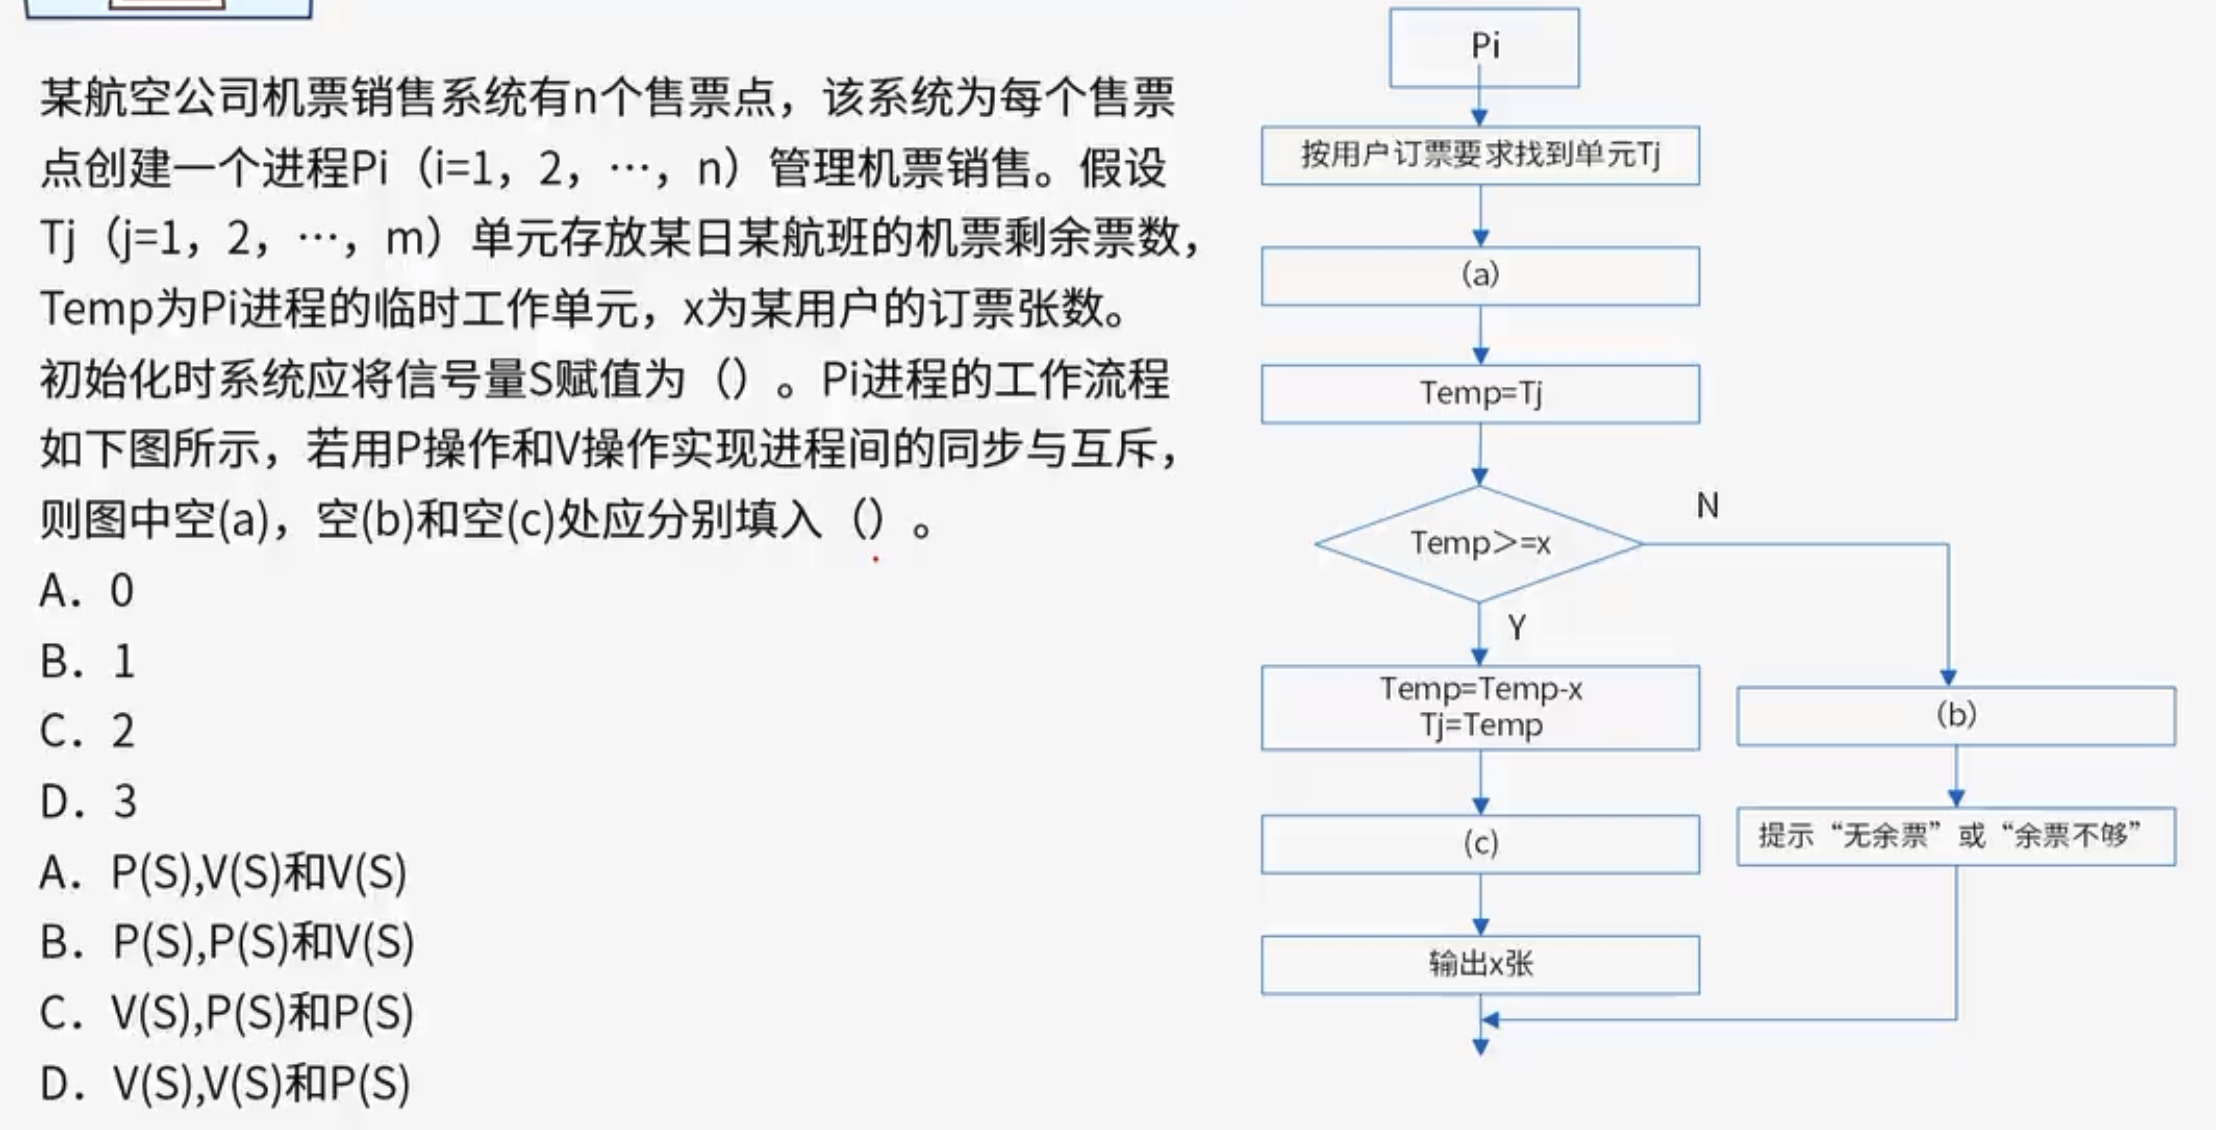 某航空公司机票销售系统有n个售票点，该系统为每个售票
点创建一个进程Pi（i=1，2，…，n）管理机票销售。假设
Tj（j=1，2，…，m）单元存放某日某航班的机票剩余票数，
Temp为Pi进程的临时工作单元，x为某用户的订票张数。
初始化时系统应将信号量S赋值为（）。Pi进程的工作流程
如下图所示，若用P操作和V操作实现进程间的同步与互斥，
则图中空(a)，空(b)和空(c)处应分别填入（）。
A．0
B．1
C．2
D．3
A．P(S),V(S)和V(S)
B．P(S),P(S)和V(S)
C．V(S),P(S)和P(S)
D．V(S),V(S)和P(S)
Pi
按用户订票要求找到单元Tj
(a)
Temp=Tj
Temp>=x
N
Y
Temp=Temp-x
Tj=Temp
(b)
(c)
提示“无余票”或“余票不够”
输出x张